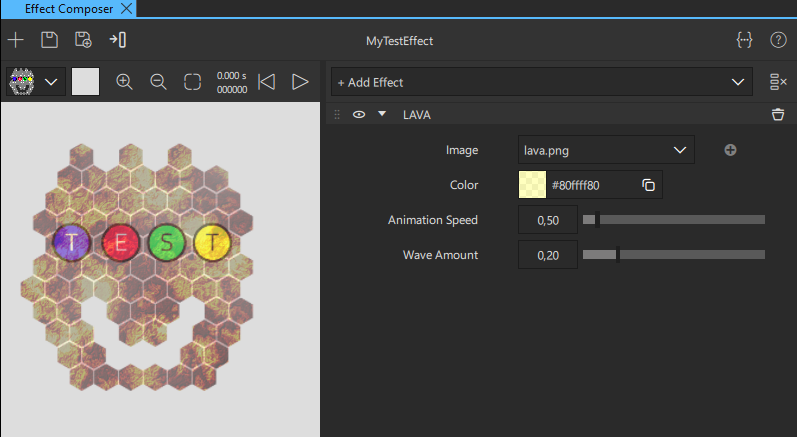 Effect Composer
MyTestEffect
0.000 s
000000
+ Add Effect
LAVA
Image
lava.png
Color
#80ffff80
Animation Speed
0,50
Wave Amount
0,20
T E S T